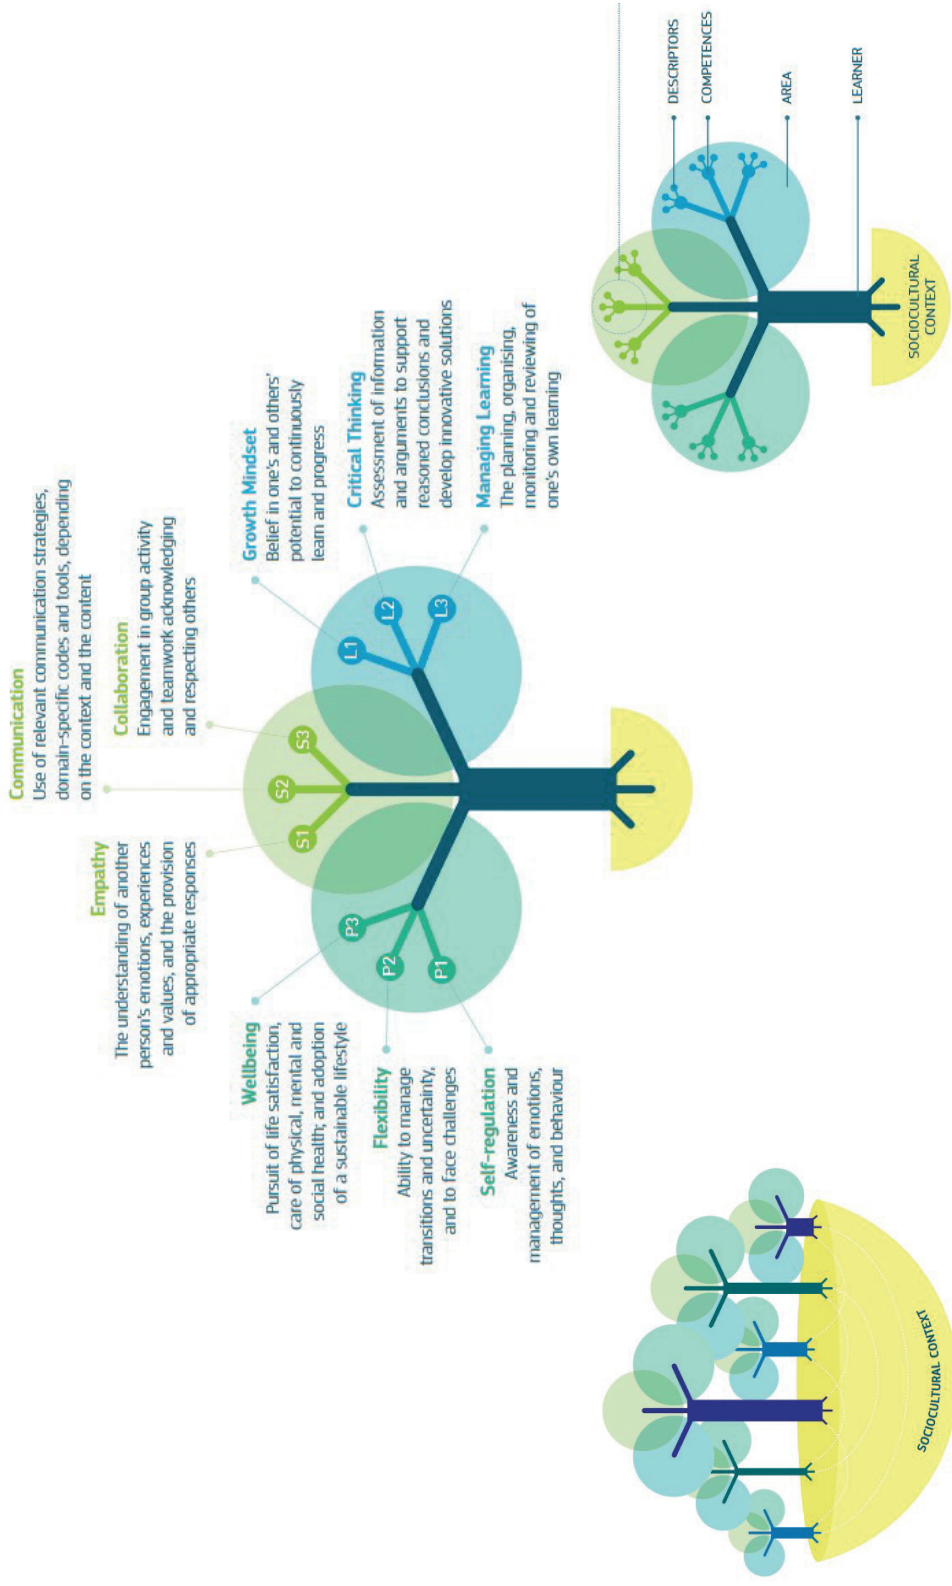 Communication
Use of relevant communication strategies,
domain-specific codes and tools, depending
on the context and the content
Collaboration
Engagement in group activity
and teamwork acknowledging
and respecting others
Empathy
The understanding of another
person's emotions, experiences
and values, and the provision
of appropriate responses
Growth Mindset
Belief in one's and others'
potential to continuously
learn and progress
Critical Thinking
Assessment of information
and arguments to support
reasoned conclusions and
develop innovative solutions
Managing Learning
The planning, organising,
monitoring and reviewing of
one's own learning
Wellbeing
Pursuit of life satisfaction,
care of physical, mental and
social health; and adoption
of a sustainable lifestyle
Flexibility
Ability to manage
transitions and uncertainty,
and to face challenges
Self-regulation
Awareness and
management of emotions,
thoughts, and behaviour
S1
S2
S3
P3
P2
P1
L1
L2
L3
SOCIOCULTURAL CONTEXT
DESCRIPTORS
COMPETENCES
AREA
LEARNER
SOCIOCULTURAL
CONTEXT